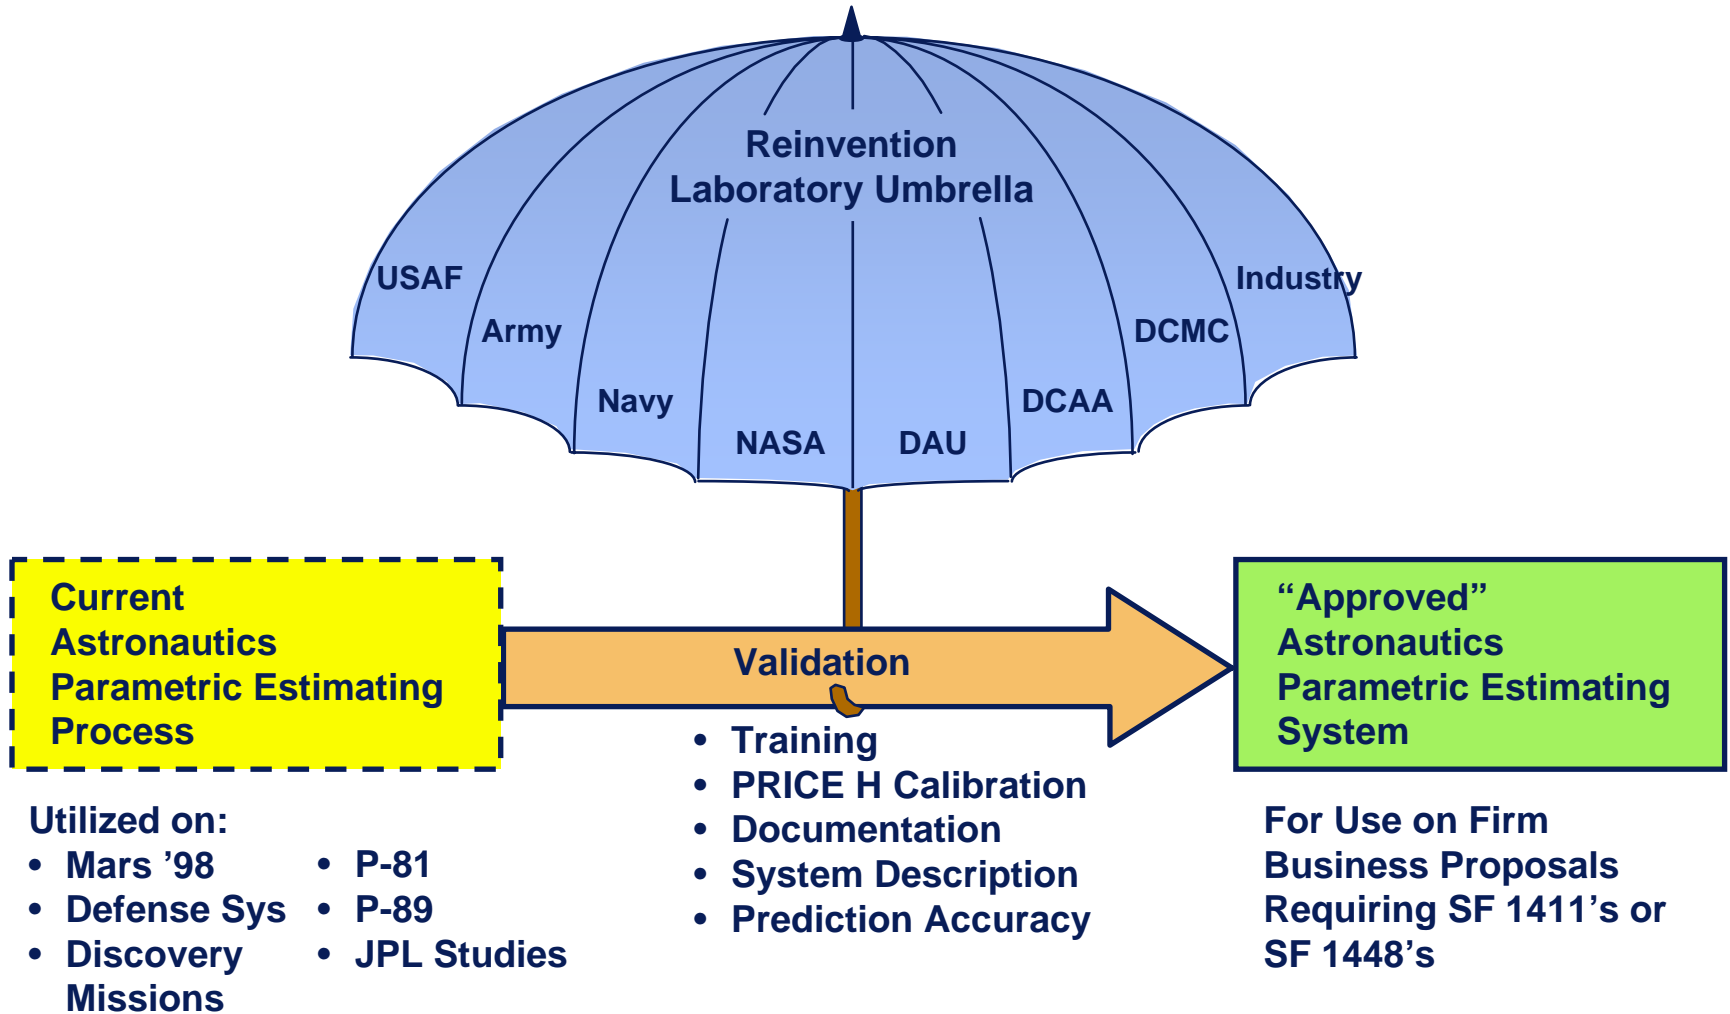 Reinvention
Laboratory Umbrella
USAF
Army
Navy
NASA
DAU
DCAA
DCMC
Industry
Current
Astronautics
Parametric Estimating
Process
Validation
“Approved”
Astronautics
Parametric Estimating
System
Utilized on:
• Mars ’98
• Defense Sys
• Discovery
Missions
• P-81
• P-89
• JPL Studies
• Training
• PRICE H Calibration
• Documentation
• System Description
• Prediction Accuracy
For Use on Firm
Business Proposals
Requiring SF 1411’s or
SF 1448’s